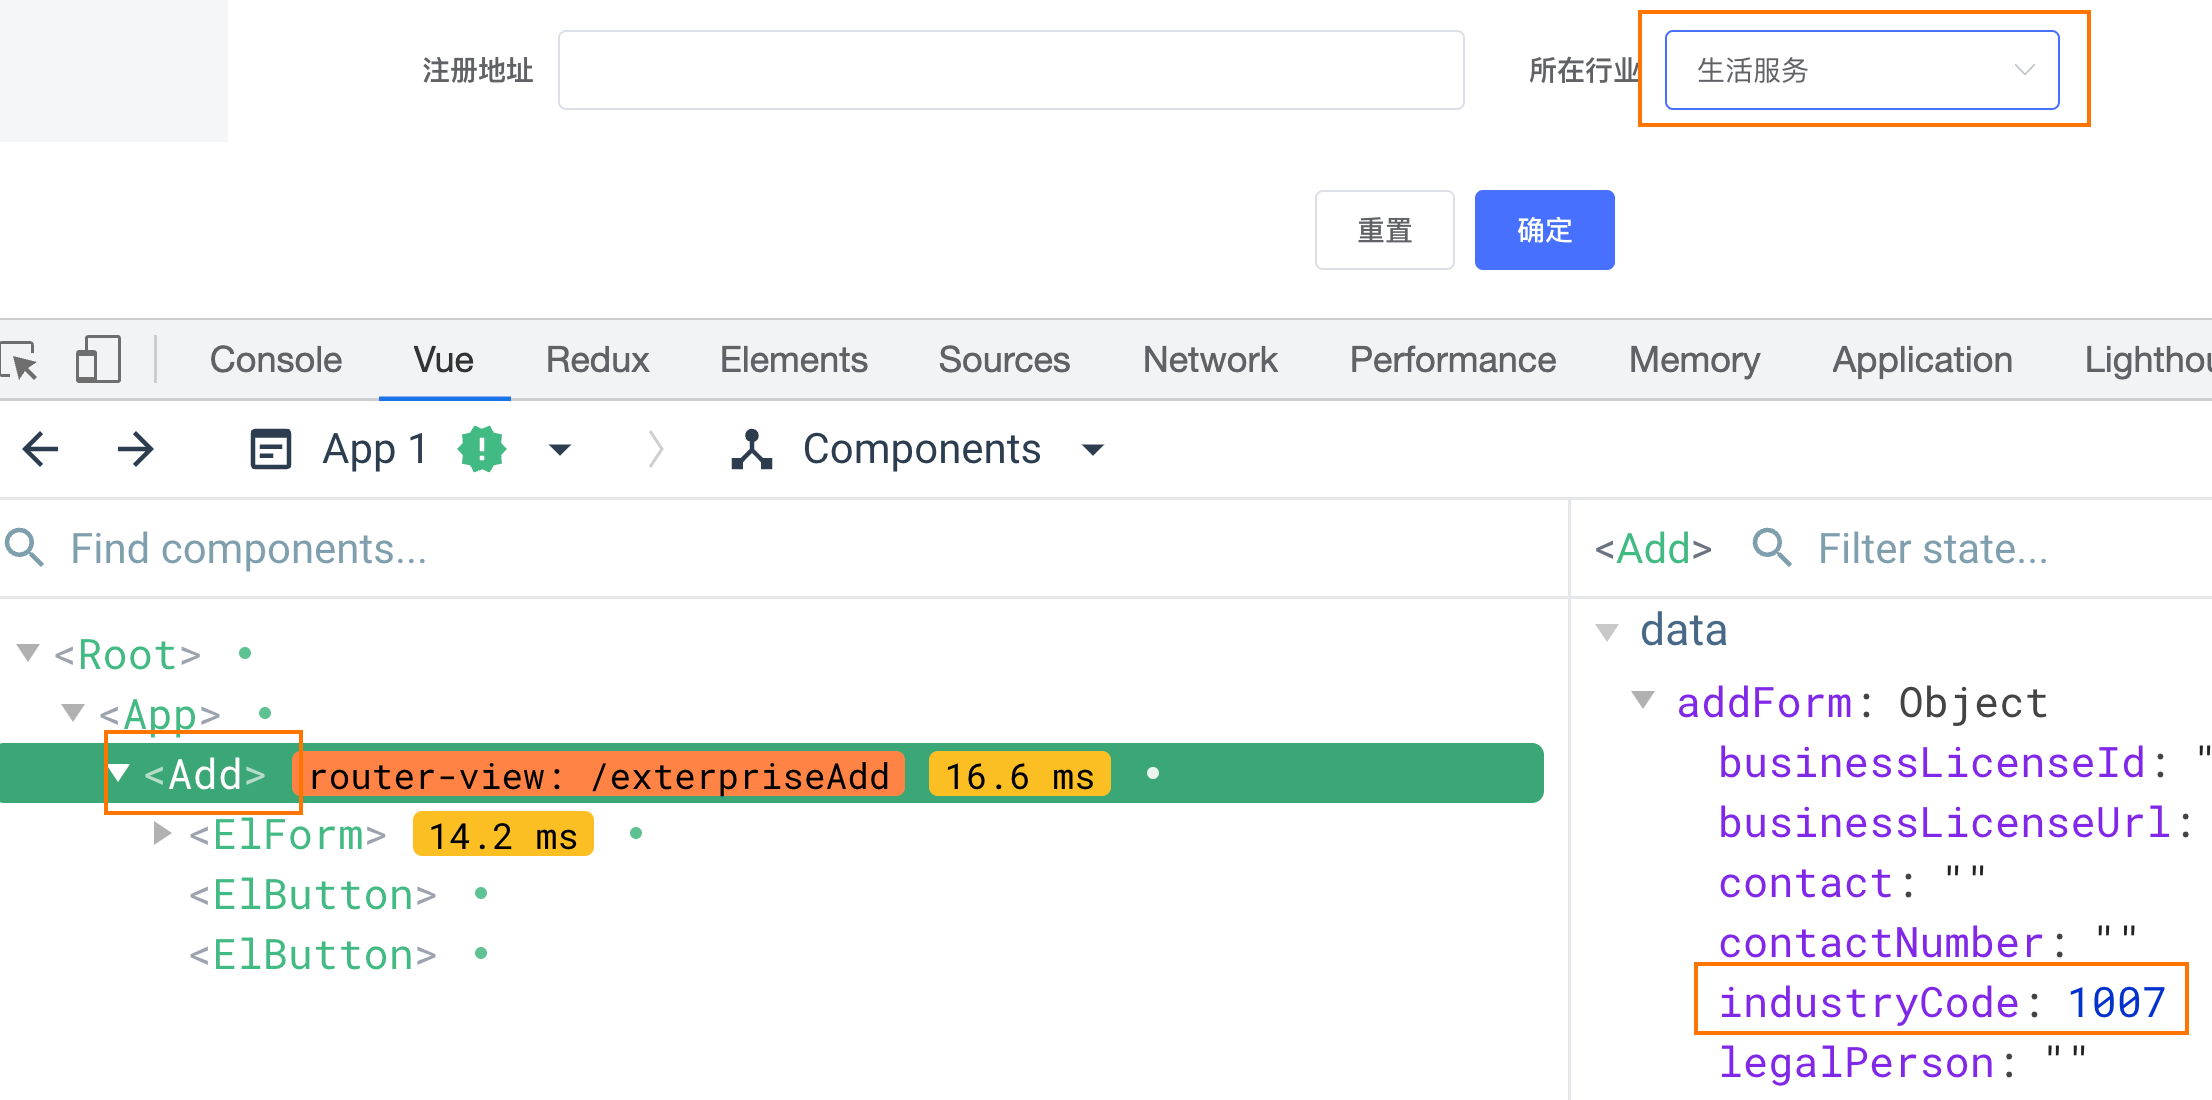 注册地址 所在行业 生活服务
重置 确定
Console Vue Redux Elements Sources Network Performance Memory Application Lighthou
App 1 Components
Find components...
<Add> Filter state...
<Root>
<App>
<Add> router-view: /exterpriseAdd 16.6 ms
<ElForm> 14.2 ms
<ElButton>
<ElButton>
data
addForm: Object
businessLicenseId: "
businessLicenseUrl:
contact: ""
contactNumber: ""
industryCode: 1007
legalPerson: ""